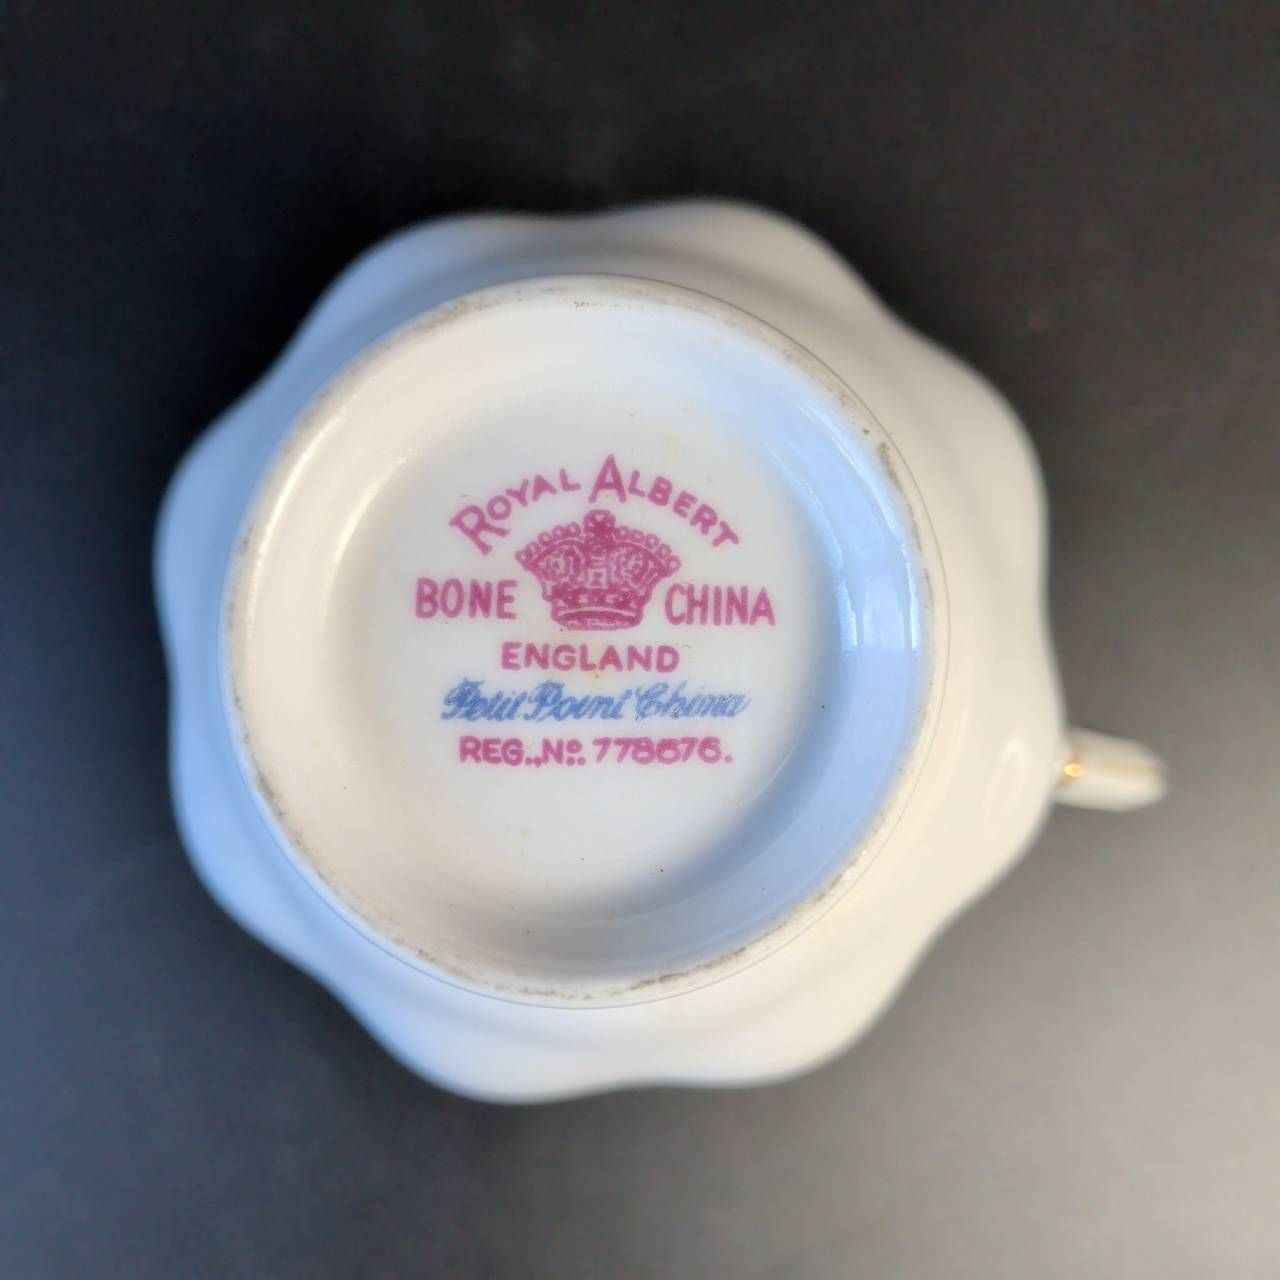 ROYAL ALBERT
BONE CHINA
ENGLAND
Petit Point China
REG., No. 778676.